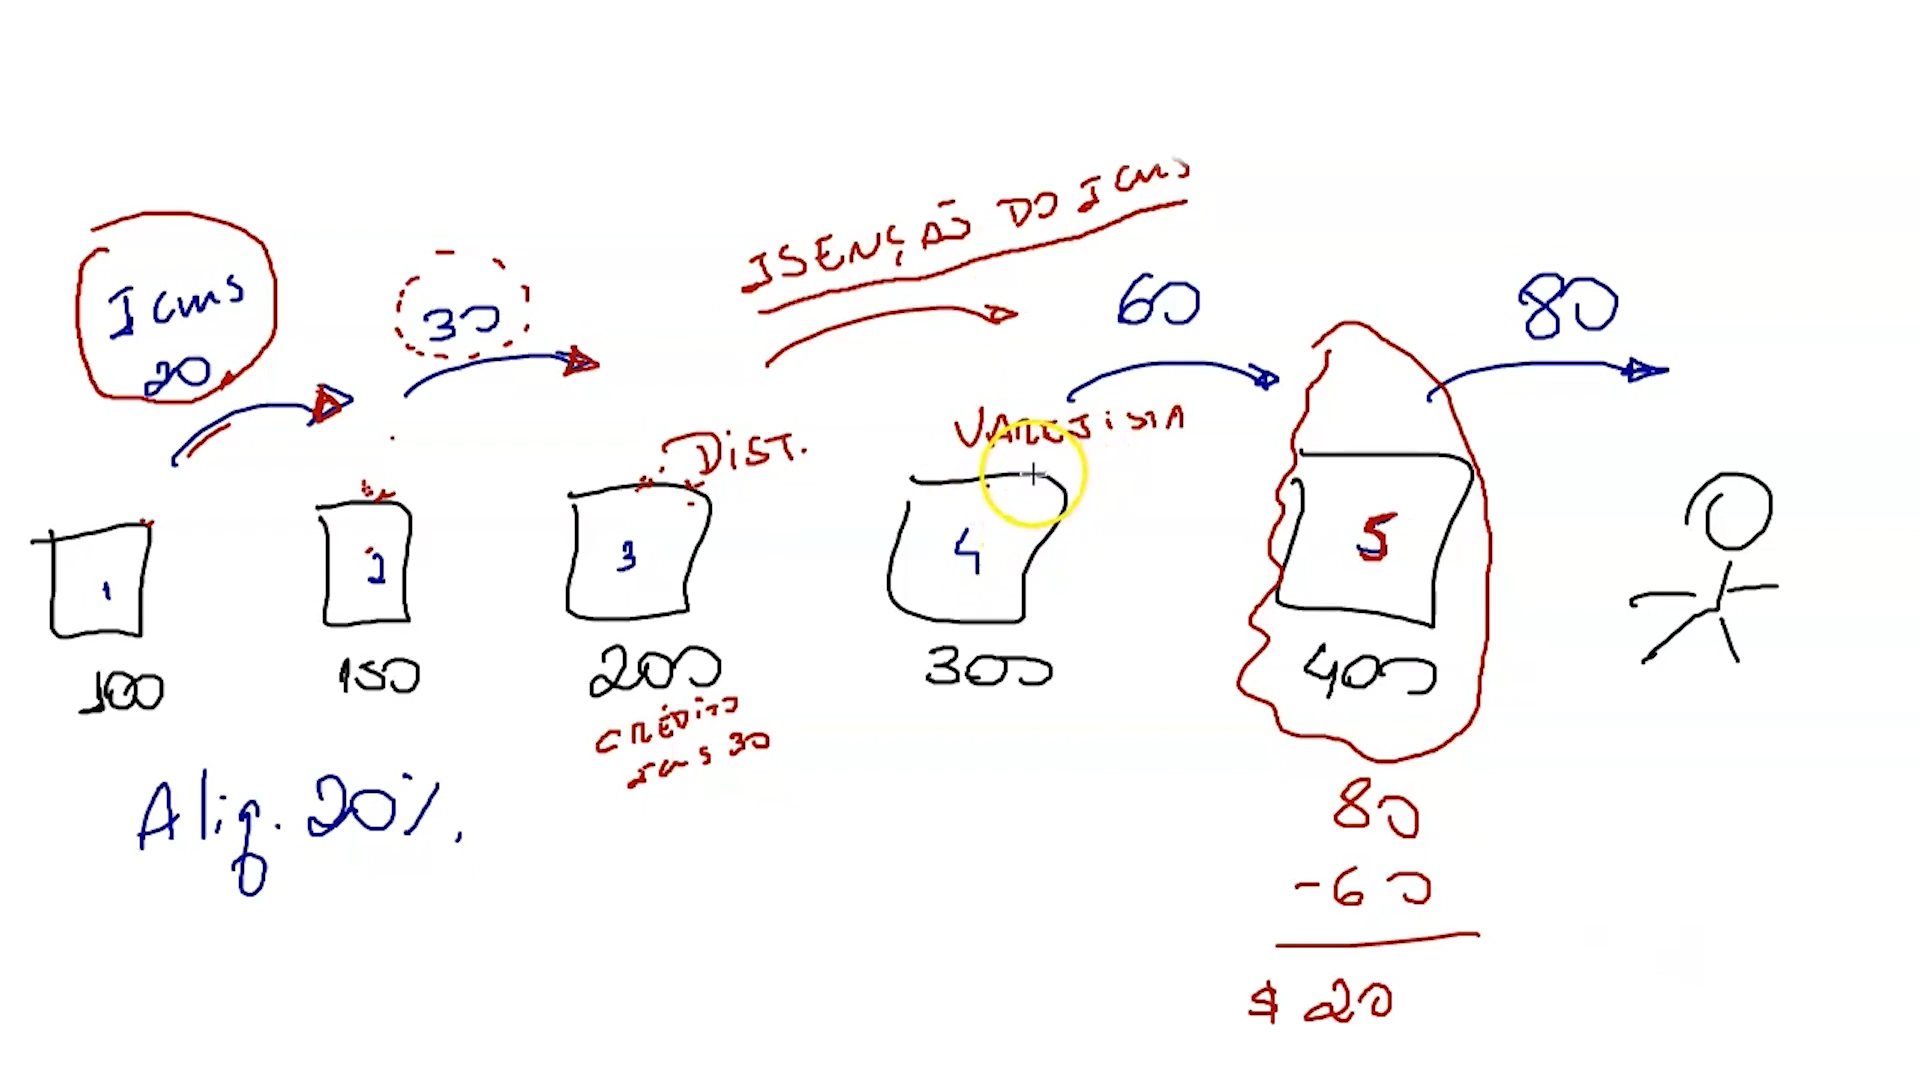 ISENÇÃO DO ICMS
Icms
20
30
60
80
DIST.
VAREJISTA
1
2
3
4
5
100
150
200
300
400
CRÉDITO
ICMS 30
Aliq. 20%.
80
-60
$ 20